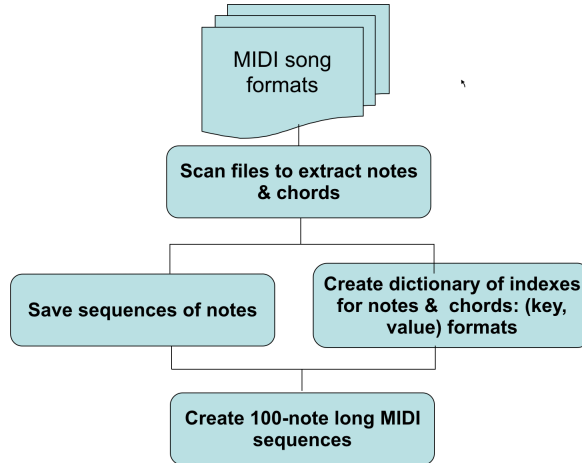 MIDI song
formats
Scan files to extract notes
& chords
Save sequences of notes
Create dictionary of indexes
for notes & chords: (key,
value) formats
Create 100-note long MIDI
sequences